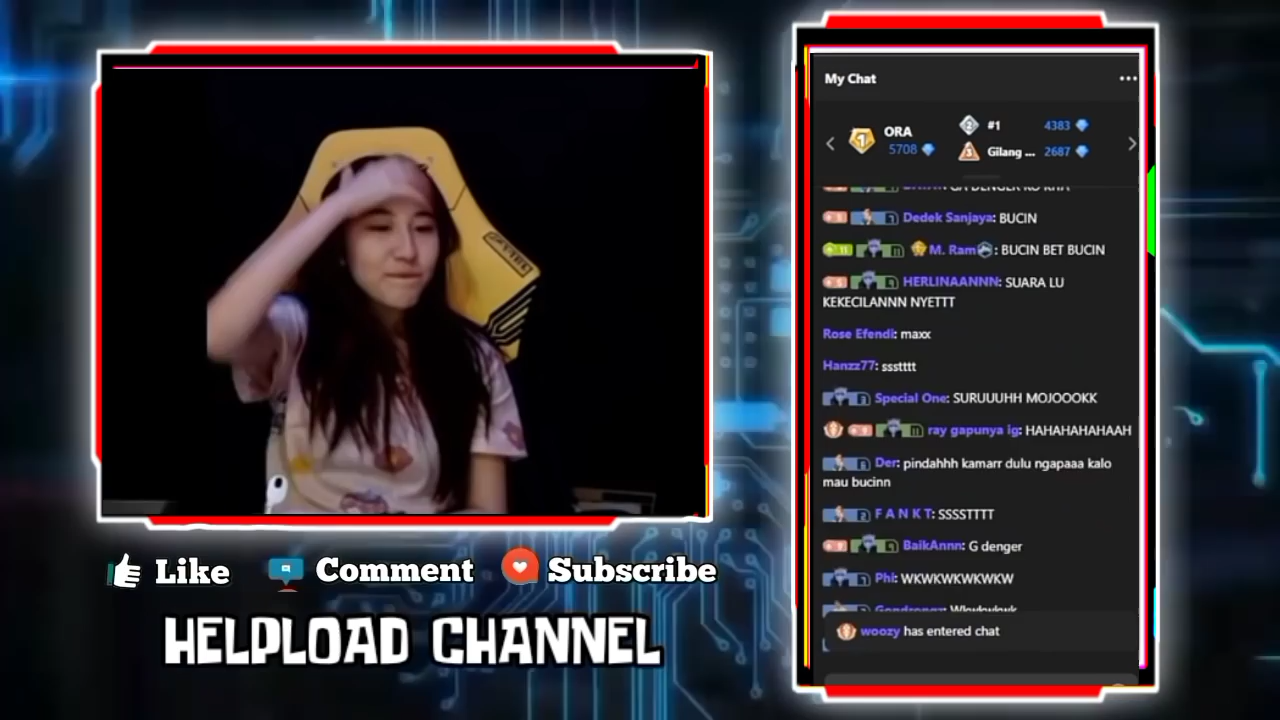 My Chat
ORA
5708
#1
4383
Gilang ...
2687
Dedek Sanjaya: BUCIN
M. Ram: BUCIN BET BUCIN
HERLINAANNN: SUARA LU
KEKECILANNN NYETTT
Rose Efendi: maxx
Hanzz77: ssstttt
Special One: SURUUUHH MOJOOOKK
ray gapunya ig: HAHAHAHAHAAH
Der: pindahhh kamarr dulu ngapaaa kalo
mau bucinn
F A N K T: SSSSTTTT
BaikAnnn: G denger
Phi: WKWKWKWKWKW
woozy has entered chat
Like
Comment
Subscribe
HELPLOAD CHANNEL